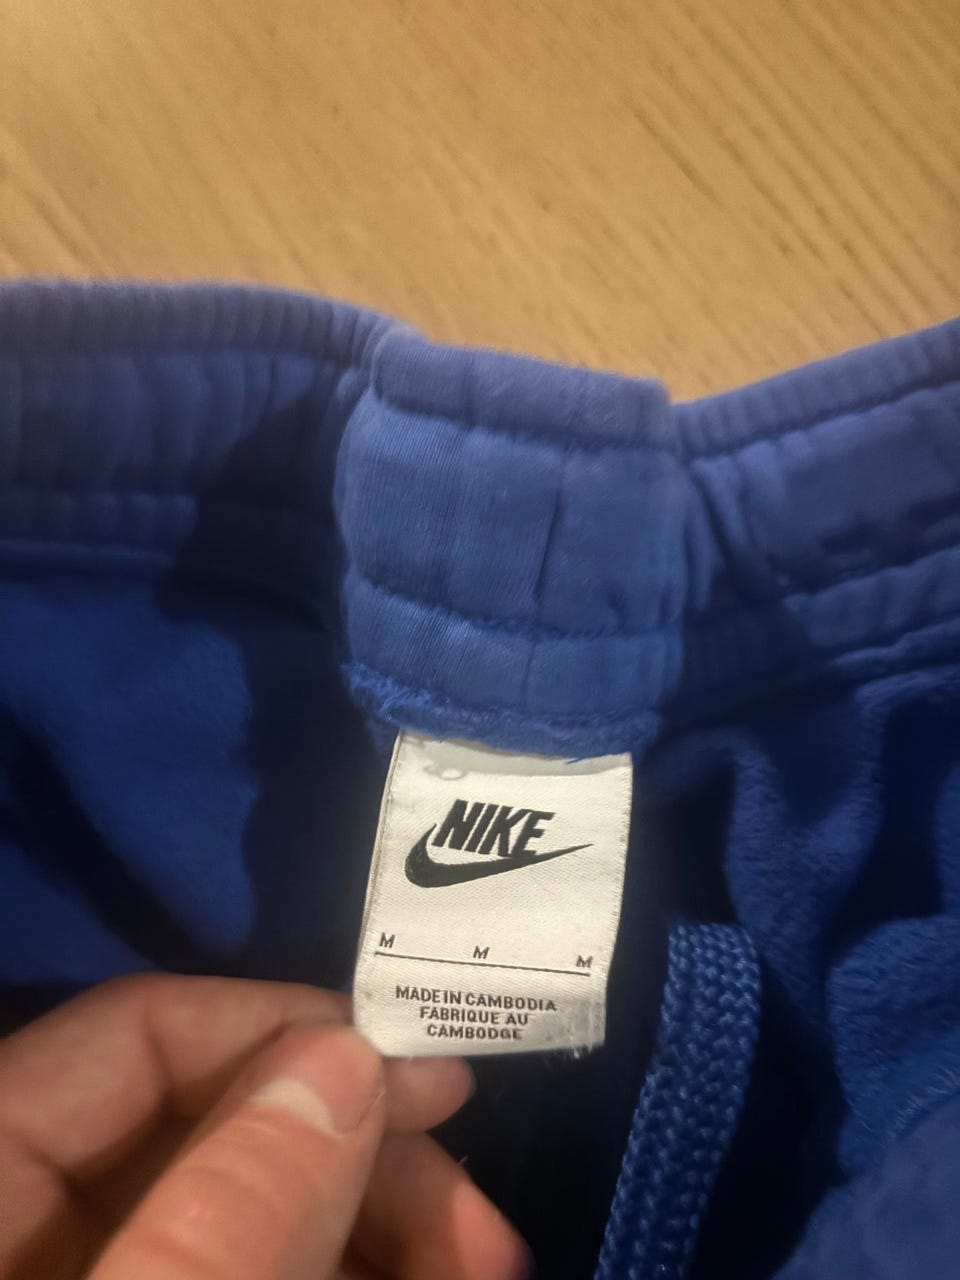 NIKE
M M M
MADE IN CAMBODIA
FABRIQUE AU
CAMBODGE